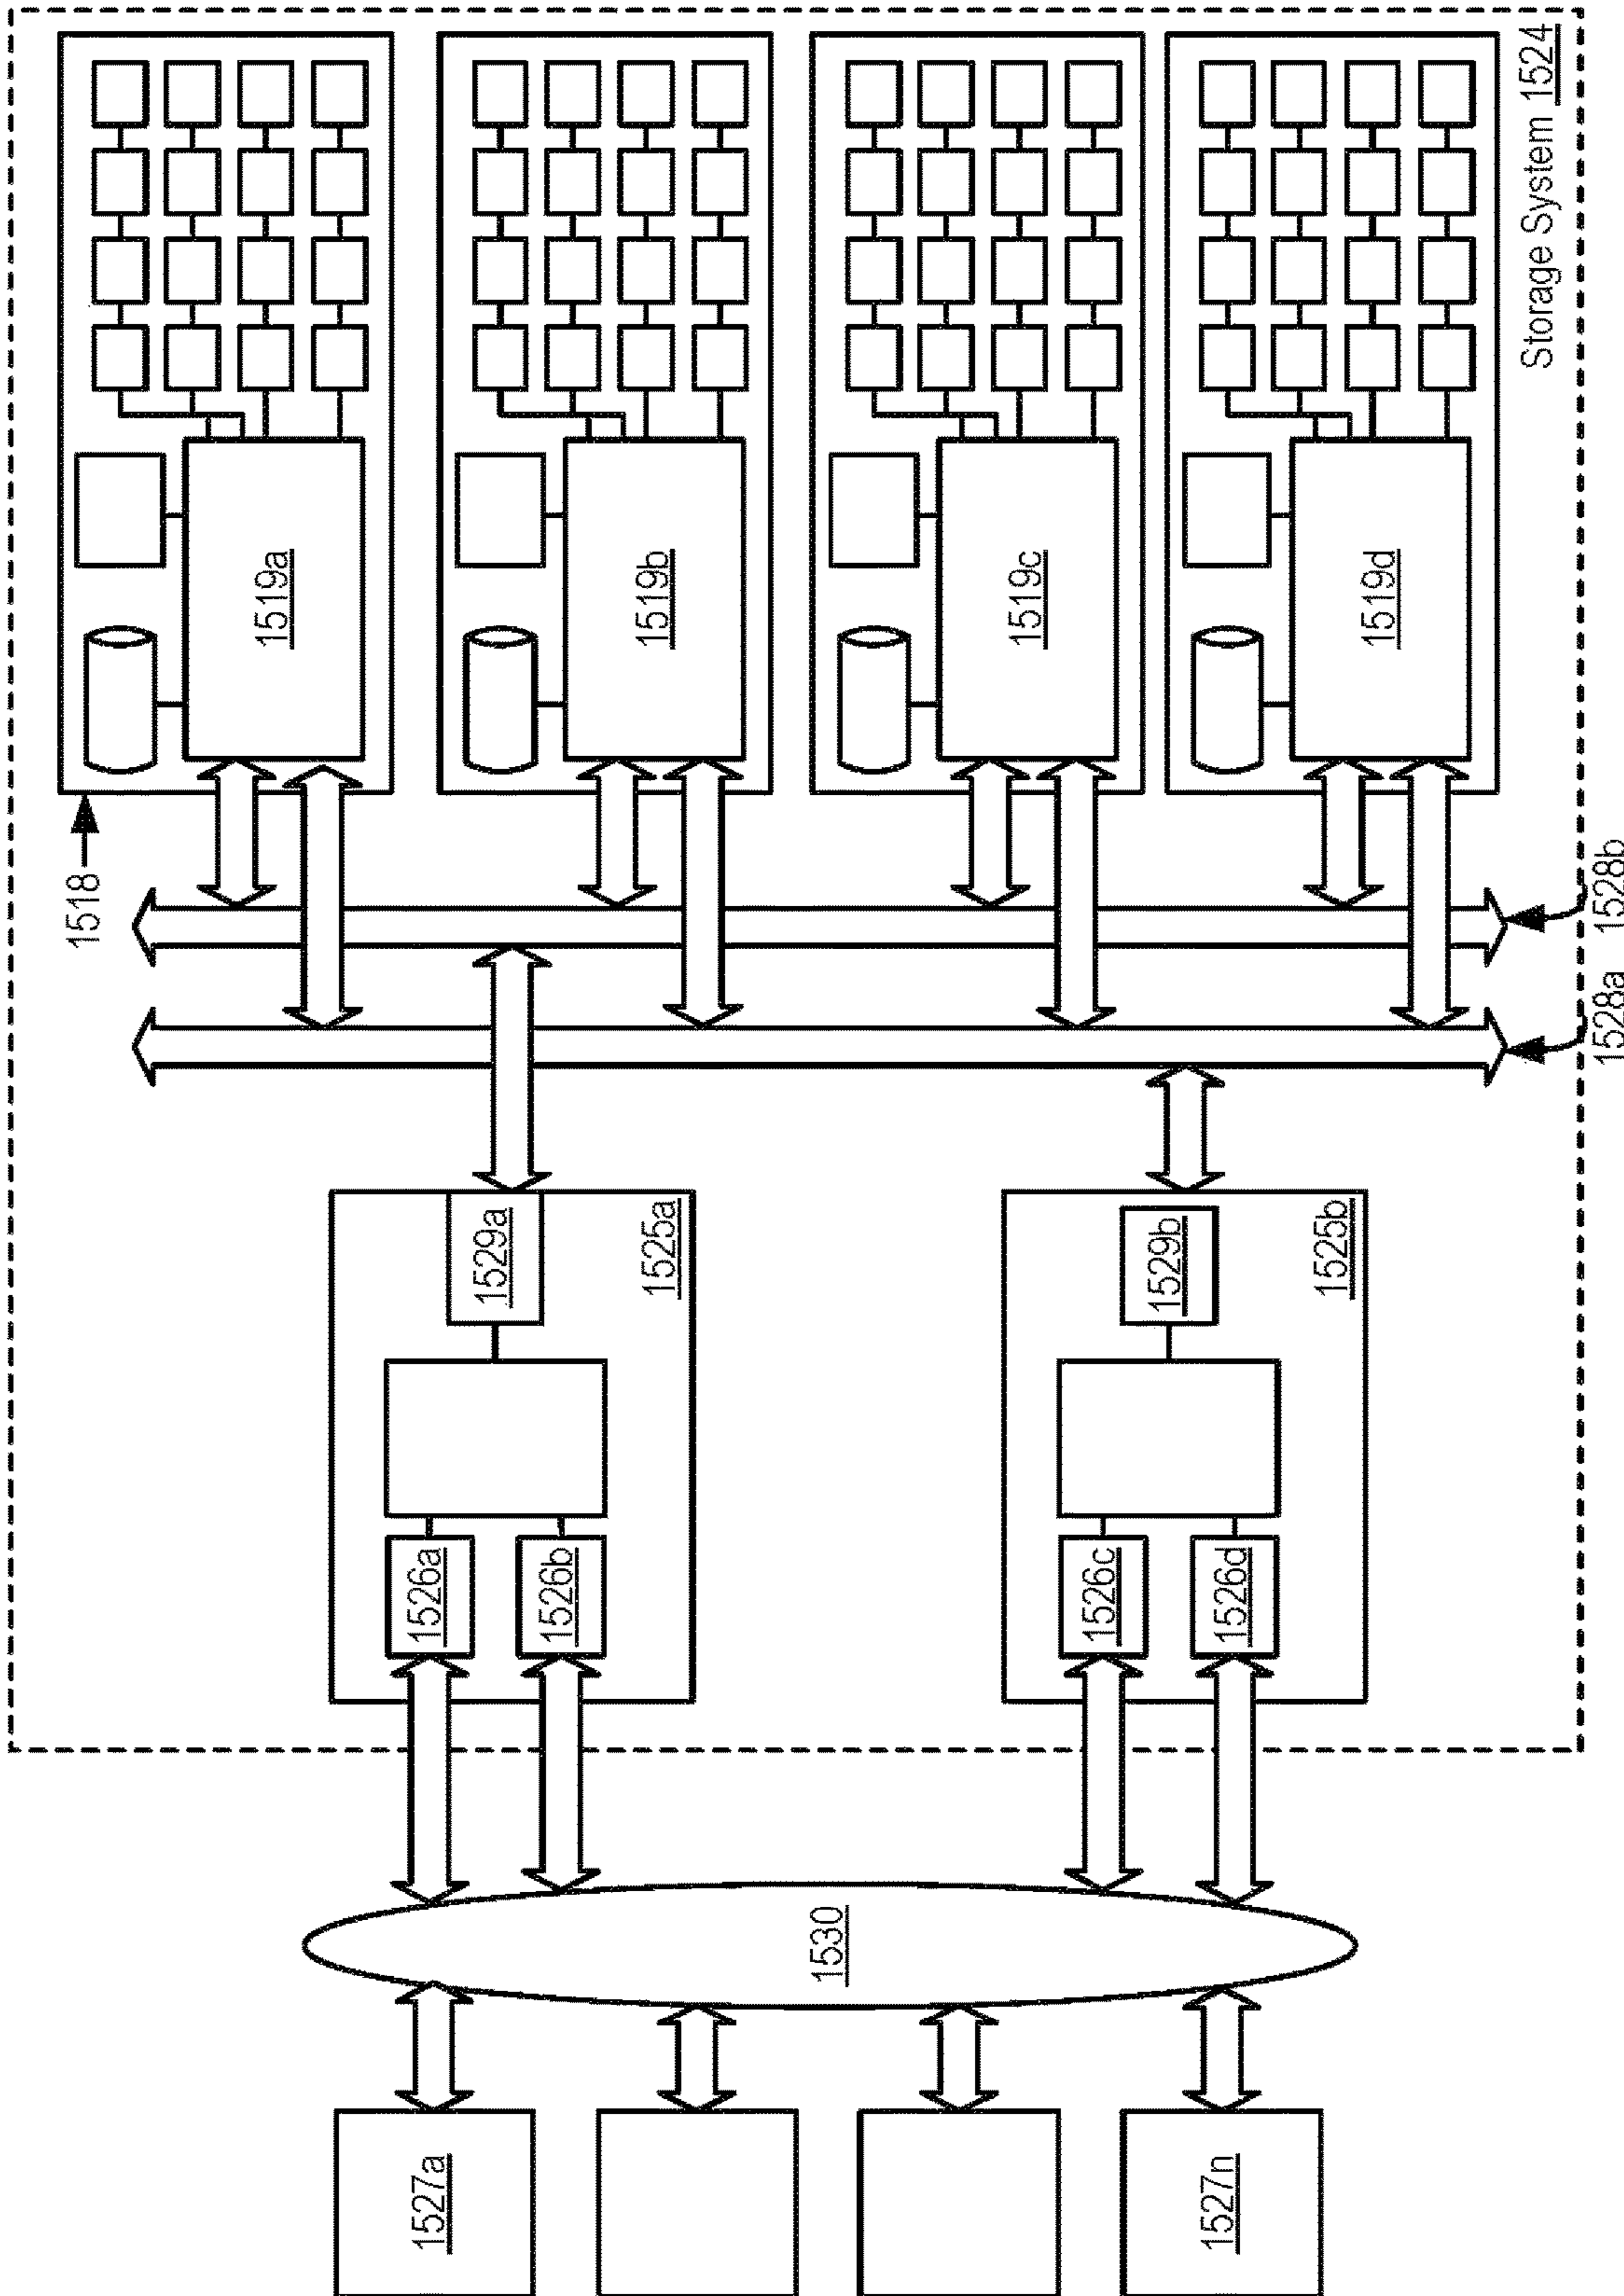 Storage System 1524
1518
1519a
1519b
1519c
1519d
1528b
1528a
1529a
1525a
1529b
1525b
1526a
1526b
1526c
1526d
1530
1527a
1527n